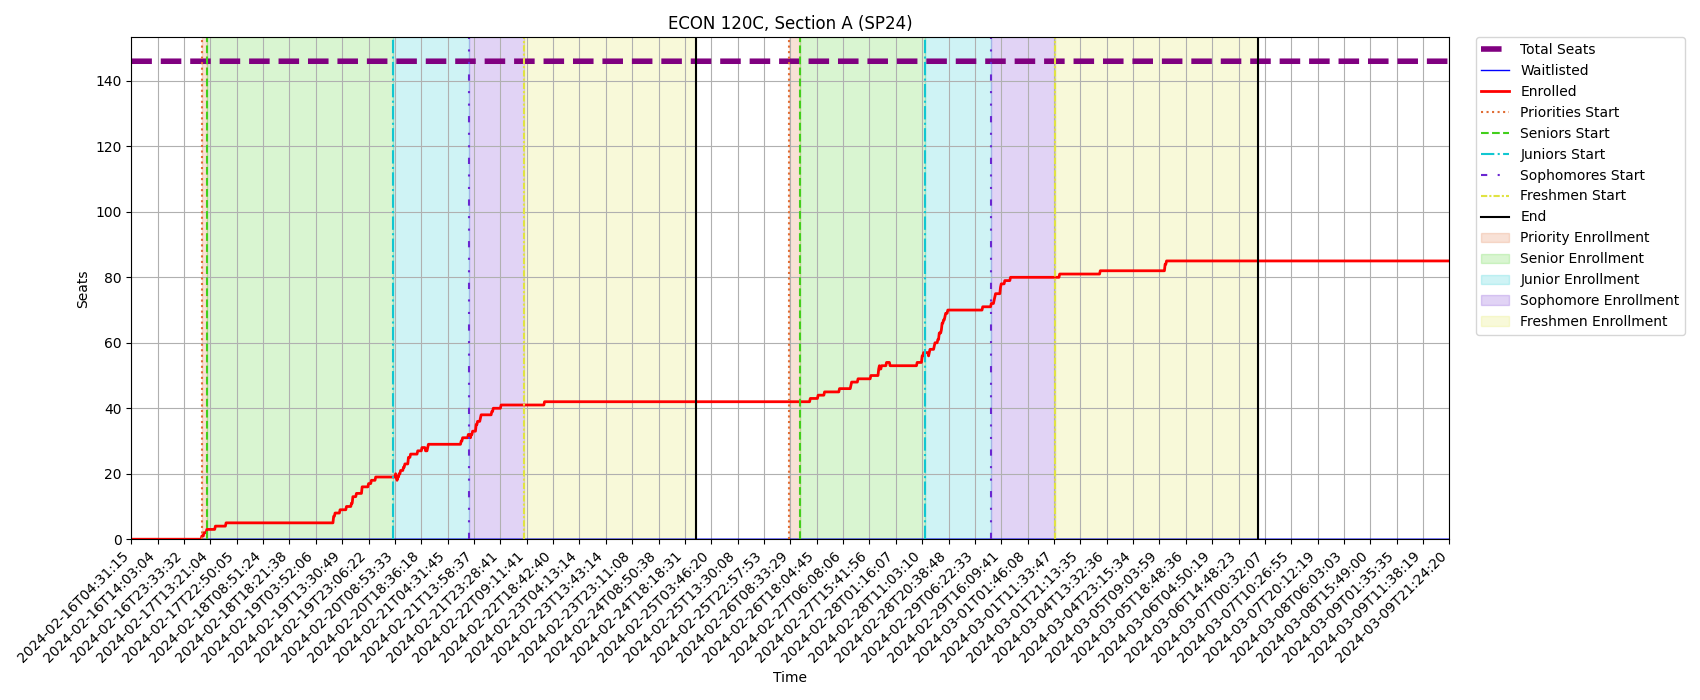 ECON 120C, Section A (SP24)
Seats
140
120
100
80
60
40
20
0
2024-02-16T04:31:15
2024-02-16T14:03:04
2024-02-16T23:33:32
2024-02-17T13:21:04
2024-02-17T22:50:05
2024-02-18T08:51:24
2024-02-18T18:21:38
2024-02-19T03:52:06
2024-02-19T13:30:49
2024-02-19T23:06:22
2024-02-20T08:53:33
2024-02-20T18:36:18
2024-02-21T04:31:45
2024-02-21T13:58:37
2024-02-21T23:28:41
2024-02-22T09:11:41
2024-02-22T18:42:40
2024-02-23T04:13:14
2024-02-23T13:43:14
2024-02-23T23:11:08
2024-02-24T08:50:38
2024-02-24T18:18:31
2024-02-25T03:46:20
2024-02-25T13:30:08
2024-02-25T22:57:53
2024-02-26T08:33:29
2024-02-26T18:04:45
2024-02-27T06:08:06
2024-02-27T15:41:56
2024-02-28T01:16:07
2024-02-28T11:03:10
2024-02-28T20:38:48
2024-02-29T06:22:33
2024-02-29T16:09:41
2024-03-01T01:46:08
2024-03-01T11:33:47
2024-03-01T21:13:35
2024-03-04T18:32:36
2024-03-04T23:15:34
2024-03-05T09:03:59
2024-03-05T18:48:36
2024-03-06T04:50:19
2024-03-06T14:48:23
2024-03-07T00:32:07
2024-03-07T10:26:55
2024-03-07T20:12:19
2024-03-08T06:03:03
2024-03-08T15:49:00
2024-03-09T01:35:35
2024-03-09T11:38:19
2024-03-09T21:24:20
Time
Total Seats
Waitlisted
Enrolled
Priorities Start
Seniors Start
Juniors Start
Sophomores Start
Freshmen Start
End
Priority Enrollment
Senior Enrollment
Junior Enrollment
Sophomore Enrollment
Freshmen Enrollment